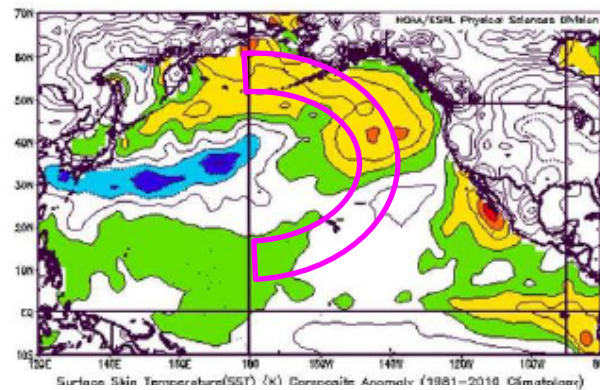 NOAA/ESRL Physical Sciences Division
70N
60N
50N
40N
30N
20N
10N
EQ
10S
120E 140E 160E 180 160W 140W 120W 80W
Surface Skin Temperature(SST) (K) Composite Anomaly (1981-2010 Climatology)